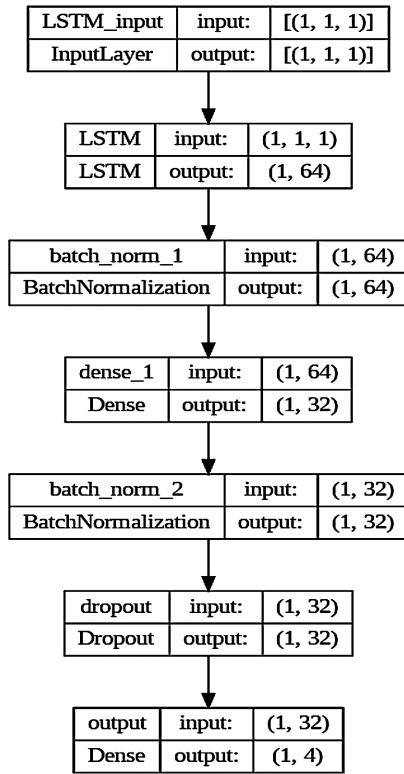 LSTM_input input: [(1, 1, 1)]
InputLayer output: [(1, 1, 1)]
LSTM input: (1, 1, 1)
LSTM output: (1, 64)
batch_norm_1 input: (1, 64)
BatchNormalization output: (1, 64)
dense_1 input: (1, 64)
Dense output: (1, 32)
batch_norm_2 input: (1, 32)
BatchNormalization output: (1, 32)
dropout input: (1, 32)
Dropout output: (1, 32)
output input: (1, 32)
Dense output: (1, 4)